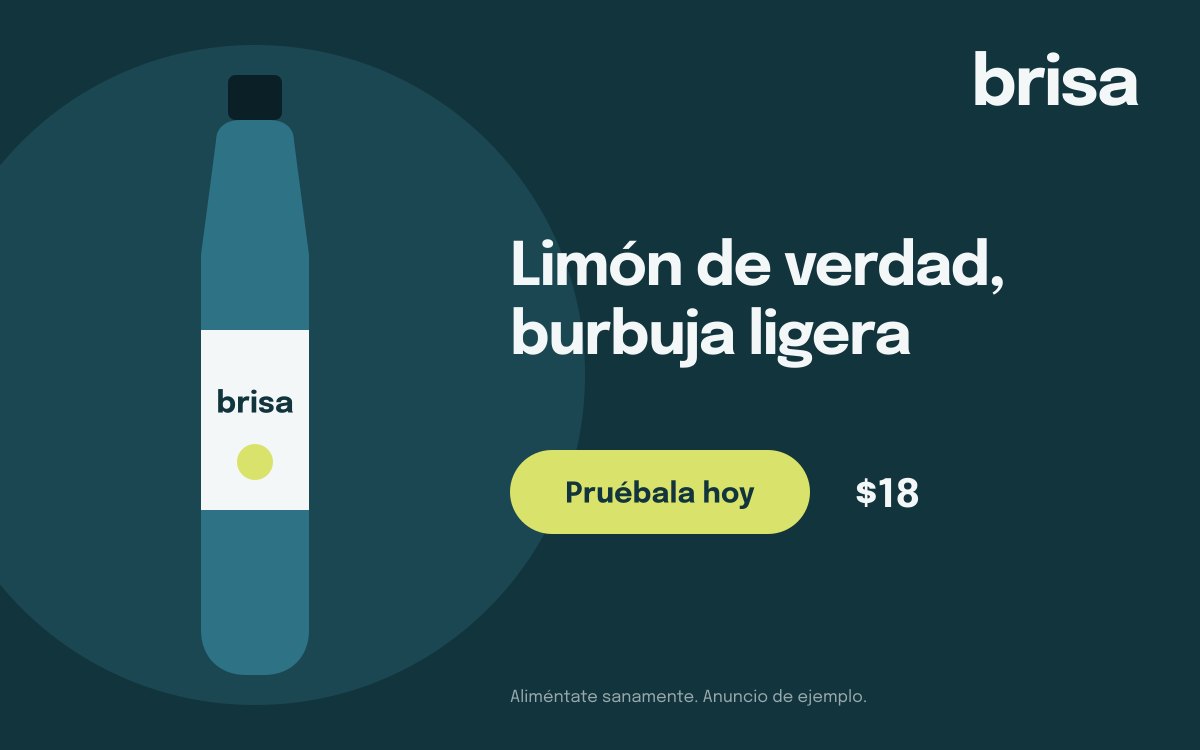 brisa
Limón de verdad,
burbuja ligera
brisa
Pruébala hoy
$18
Aliméntate sanamente. Anuncio de ejemplo.